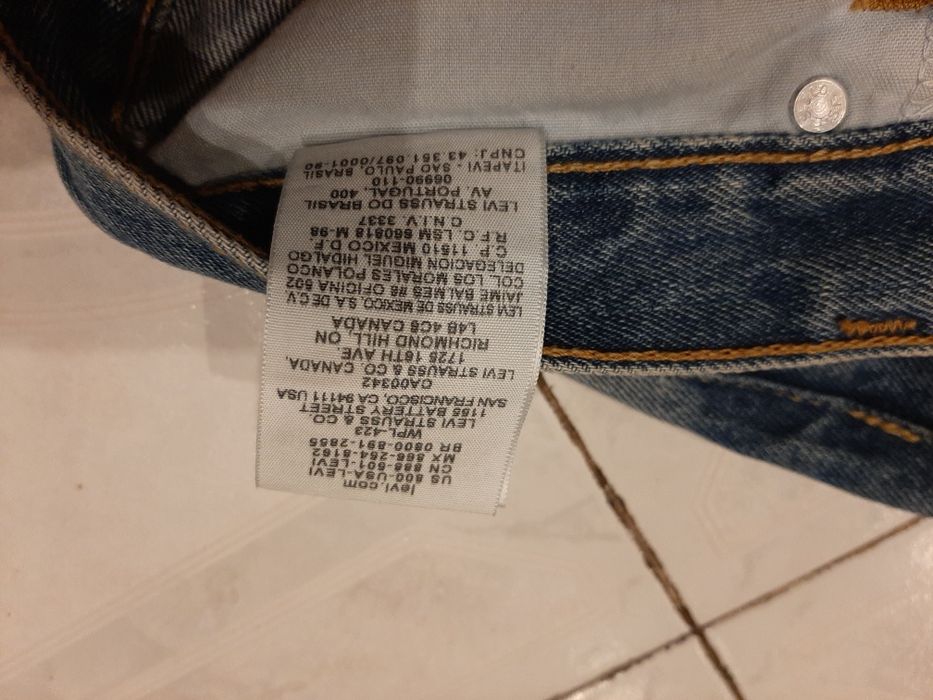 levi.com
US 800-USA-LEVI
CN 888-501-LEVI
MX 866-254-8162
BR 0800-891-2855
WPL-423
LEVI STRAUSS & CO.
1155 BATTERY STREET
SAN FRANCISCO, CA 94111 USA
CA00342
LEVI STRAUSS & CO. CANADA,
1725 16TH AVE.
RICHMOND HILL, ON
L4B 4C6 CANADA
LEVI STRAUSS DE MEXICO S.A. DE C.V.
JAIME BALMES #8 OFICINA 602
COL. LOS MORALES POLANCO
DELEGACION MIGUEL HIDALGO
C.P. 11510 MEXICO D.F.
R.F.C. LSM 560818 M-98
C.N.I.V. 3337
LEVI STRAUSS DO BRASIL
AV. PORTUGAL, 400
06690-110
ITAPEVI - SAO PAULO, BRASIL
CNPJ: 43.351.097/0001-90